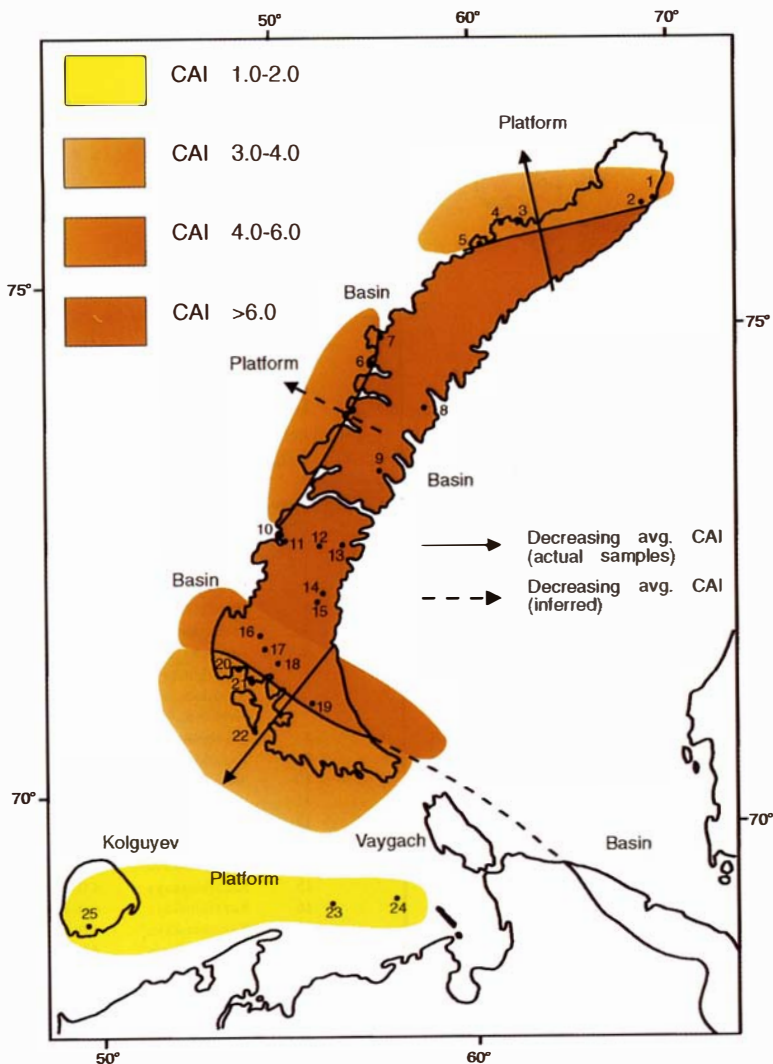 50° 60° 70°
CAI 1.0-2.0
CAI 3.0-4.0
CAI 4.0-6.0
CAI >6.0
Platform
1
2
3
4
5
75°
75°
Basin
7
6
Platform
8
9
Basin
10
11
12
13
Decreasing avg. CAI
(actual samples)
Decreasing avg. CAI
(inferred)
Basin
14
15
16
17
18
20
21
19
22
70°
70°
Kolguyev
Vaygach
Basin
Platform
25
23
24
50°
60°